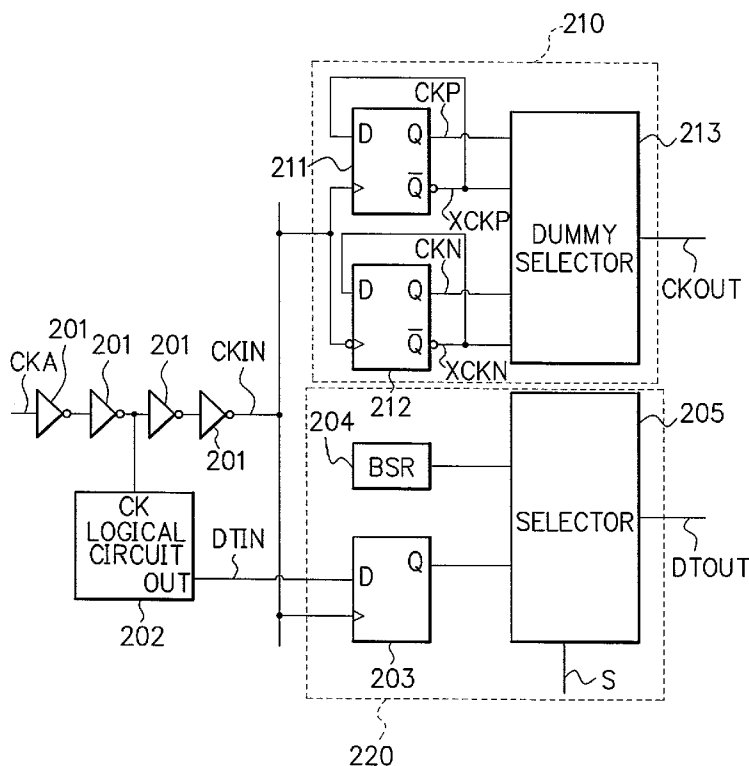 210
CKP
D
Q
213
211
Q̅
XCKP
DUMMY
SELECTOR
CKN
CKOUT
D
Q
Q̅
201
201
201
CKIN
CKA
XCKN
212
201
204
205
BSR
CK
LOGICAL
CIRCUIT
OUT
DTIN
SELECTOR
D
Q
DTOUT
202
203
S
220